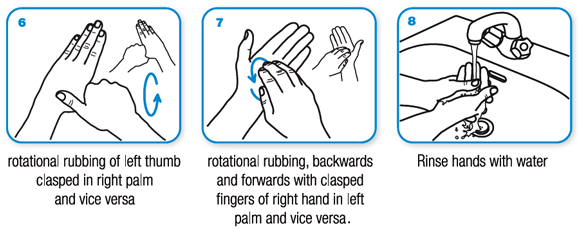 6
rotational rubbing of left thumb
clasped in right palm
and vice versa
7
rotational rubbing, backwards
and forwards with clasped
fingers of right hand in left
palm and vice versa.
8
Rinse hands with water